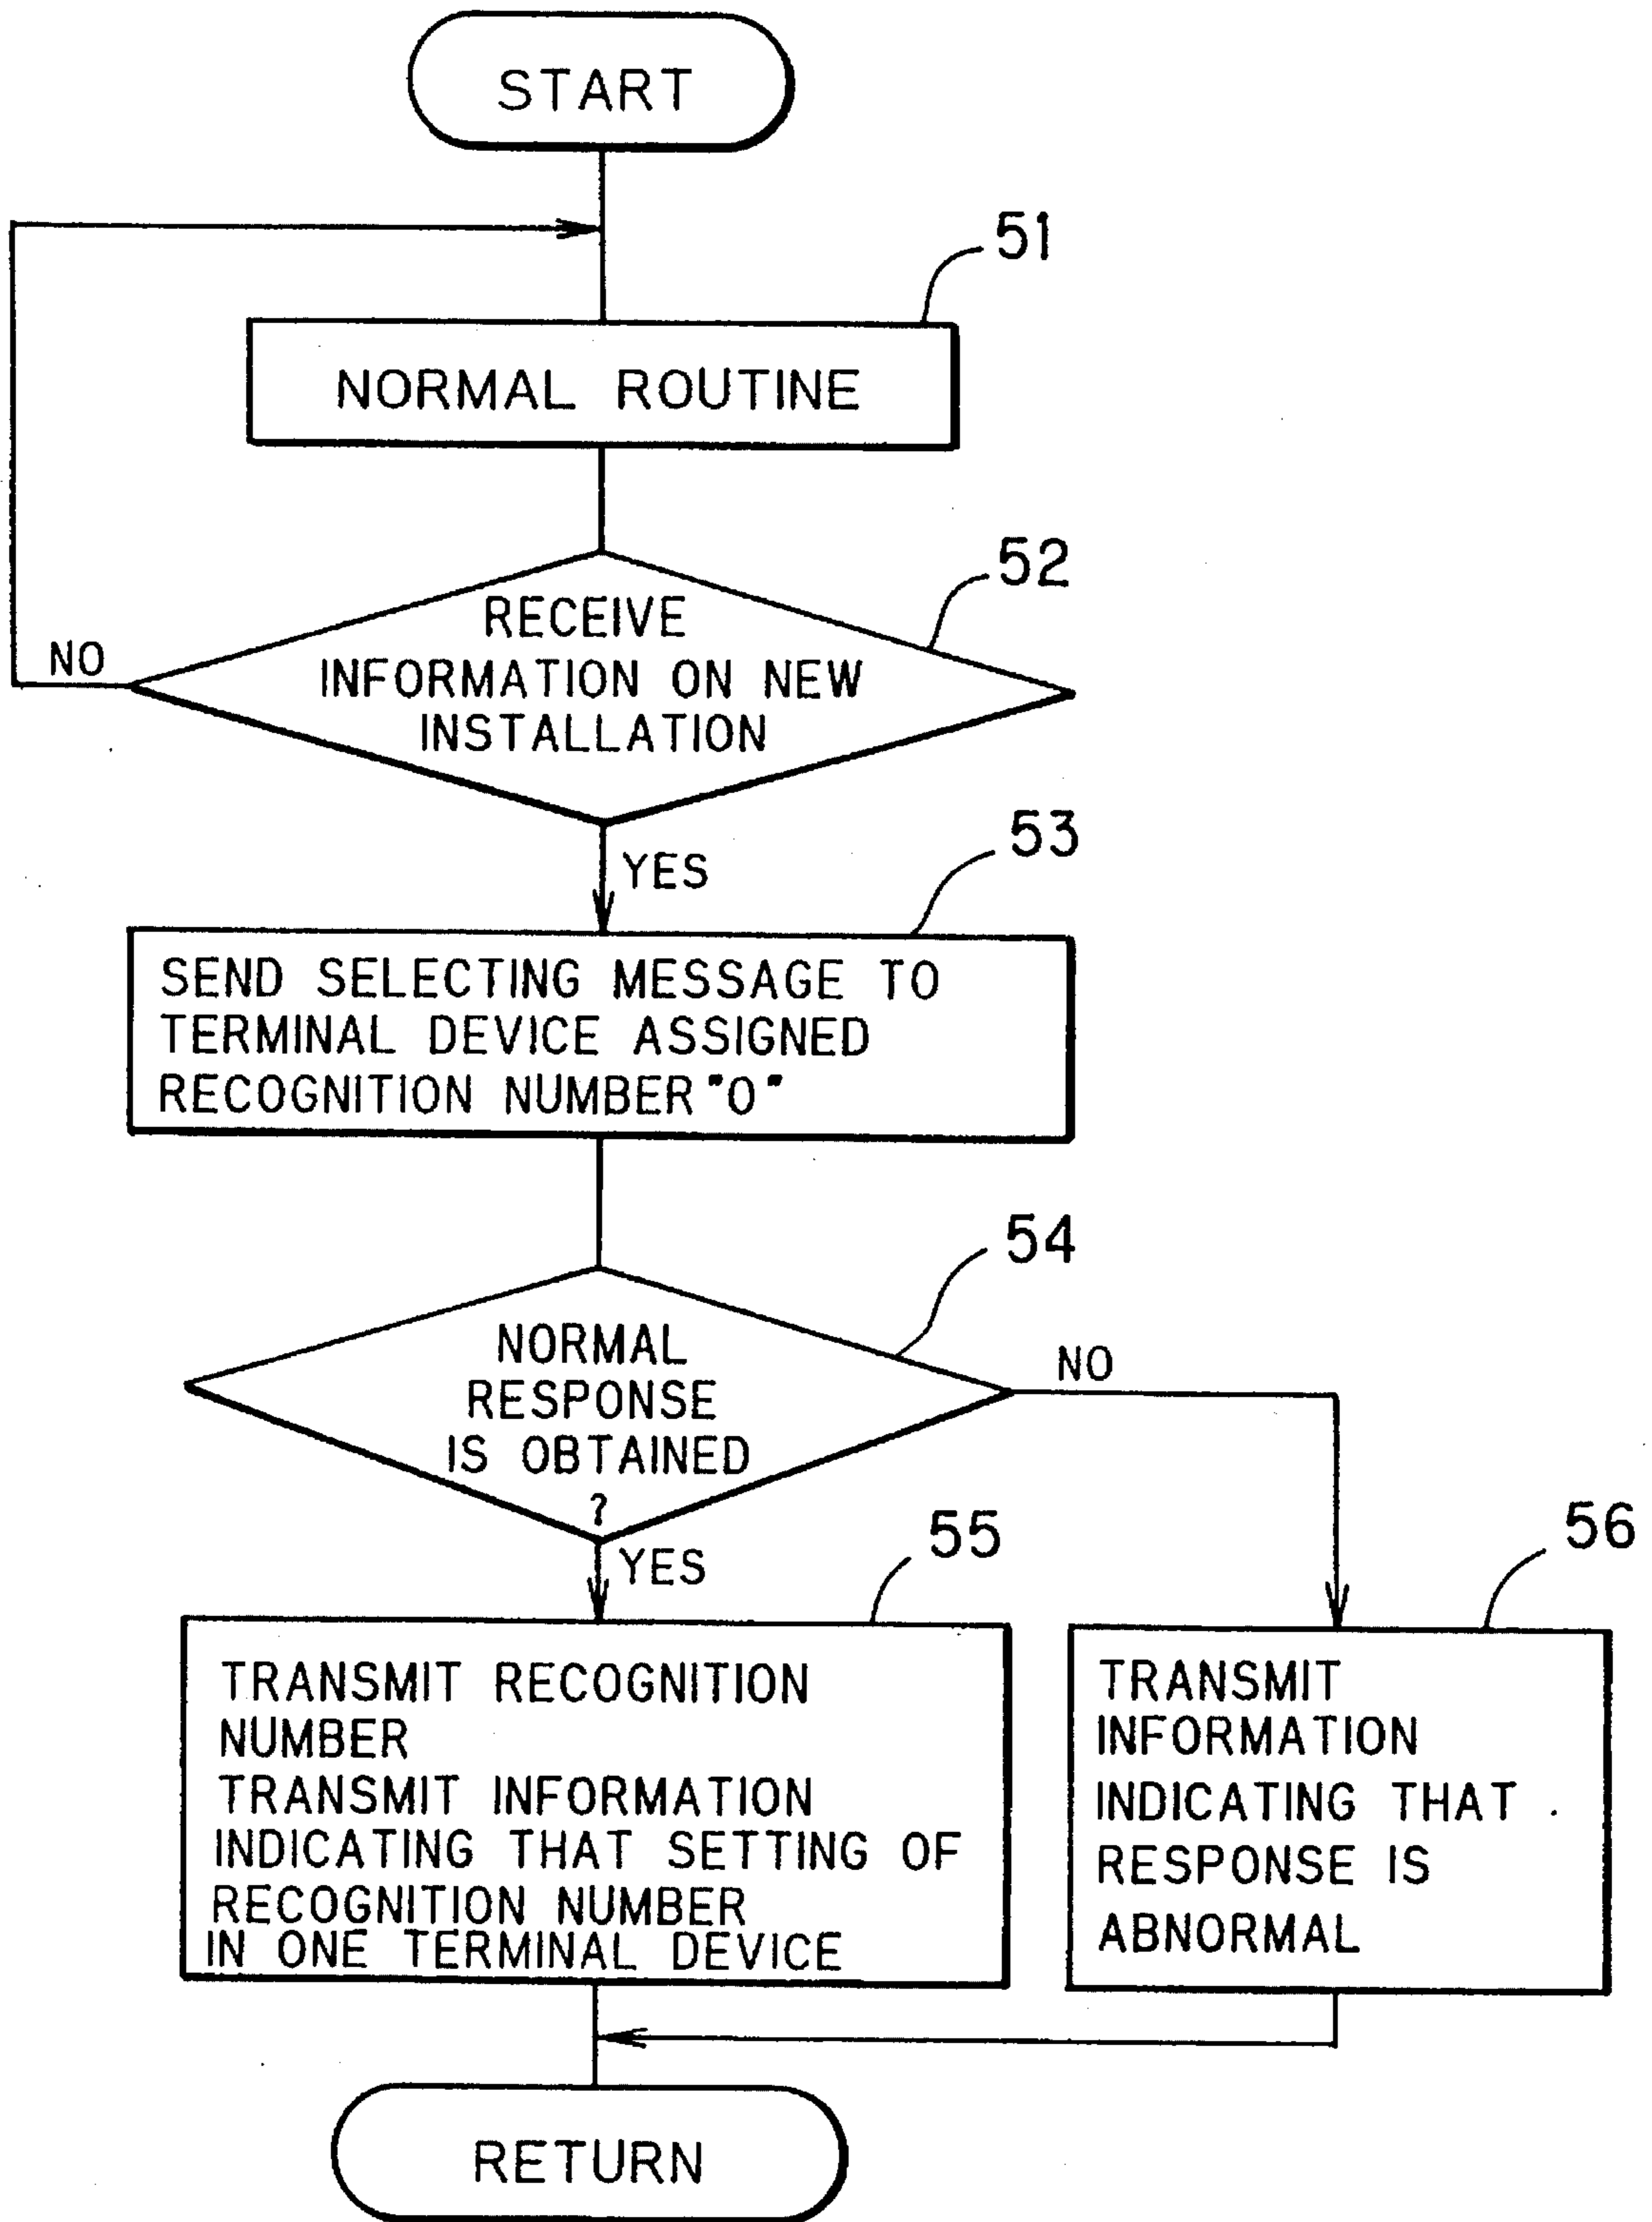 START
51
NORMAL ROUTINE
52
RECEIVE
INFORMATION ON NEW
INSTALLATION
NO
YES
53
SEND SELECTING MESSAGE TO
TERMINAL DEVICE ASSIGNED
RECOGNITION NUMBER "0"
54
NORMAL
RESPONSE
IS OBTAINED
?
NO
YES
55
TRANSMIT RECOGNITION
NUMBER
TRANSMIT INFORMATION
INDICATING THAT SETTING OF
RECOGNITION NUMBER
IN ONE TERMINAL DEVICE
56
TRANSMIT
INFORMATION
INDICATING THAT
RESPONSE IS
ABNORMAL
RETURN